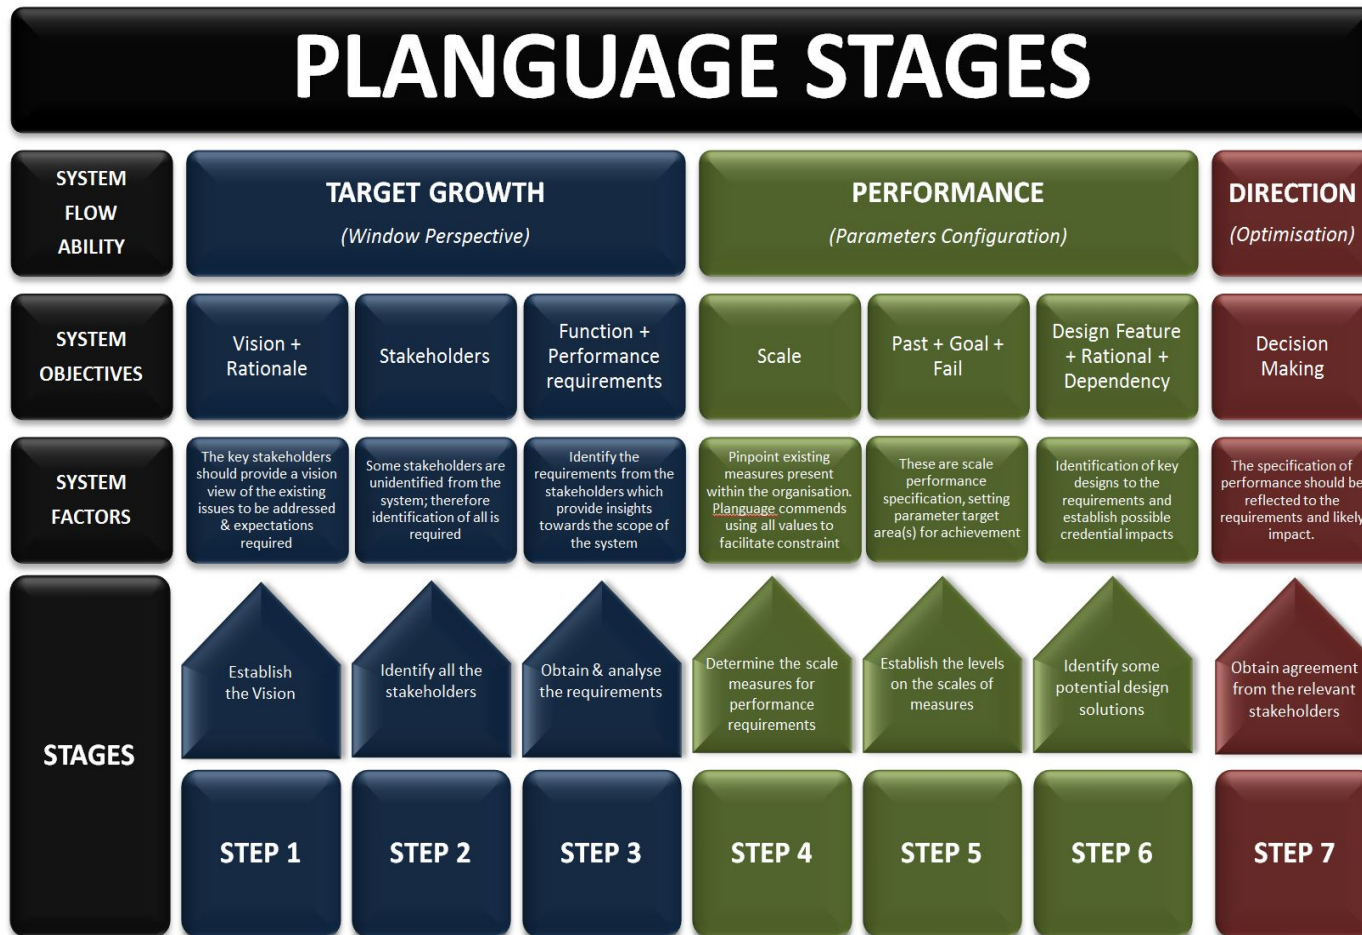 PLANGUAGE STAGES
SYSTEM
FLOW
ABILITY
TARGET GROWTH
(Window Perspective)
PERFORMANCE
(Parameters Configuration)
DIRECTION
(Optimisation)
SYSTEM
OBJECTIVES
Vision +
Rationale
Stakeholders
Function +
Performance
requirements
Scale
Past + Goal +
Fail
Design Feature
+ Rational +
Dependency
Decision
Making
SYSTEM
FACTORS
The key stakeholders
should provide a vision
view of the existing
issues to be addressed
& expectations
required
Some stakeholders are
unidentified from the
system; therefore
identification of all is
required
Identify the
requirements from the
stakeholders which
provide insights
towards the scope of
the system
Pinpoint existing
measures present
within the organisation.
Planguage commends
using all values to
facilitate constraint
These are scale
performance
specification, setting
parameter target
area(s) for achievement
Identification of key
designs to the
requirements and
establish possible
credential impacts
The specification of
performance should be
reflected to the
requirements and likely
impact.
STAGES
Establish
the Vision
Identify all the
stakeholders
Obtain & analyse
the requirements
Determine the scale
measures for
performance
requirements
Establish the levels
on the scales of
measures
Identify some
potential design
solutions
Obtain agreement
from the relevant
stakeholders
STEP 1
STEP 2
STEP 3
STEP 4
STEP 5
STEP 6
STEP 7